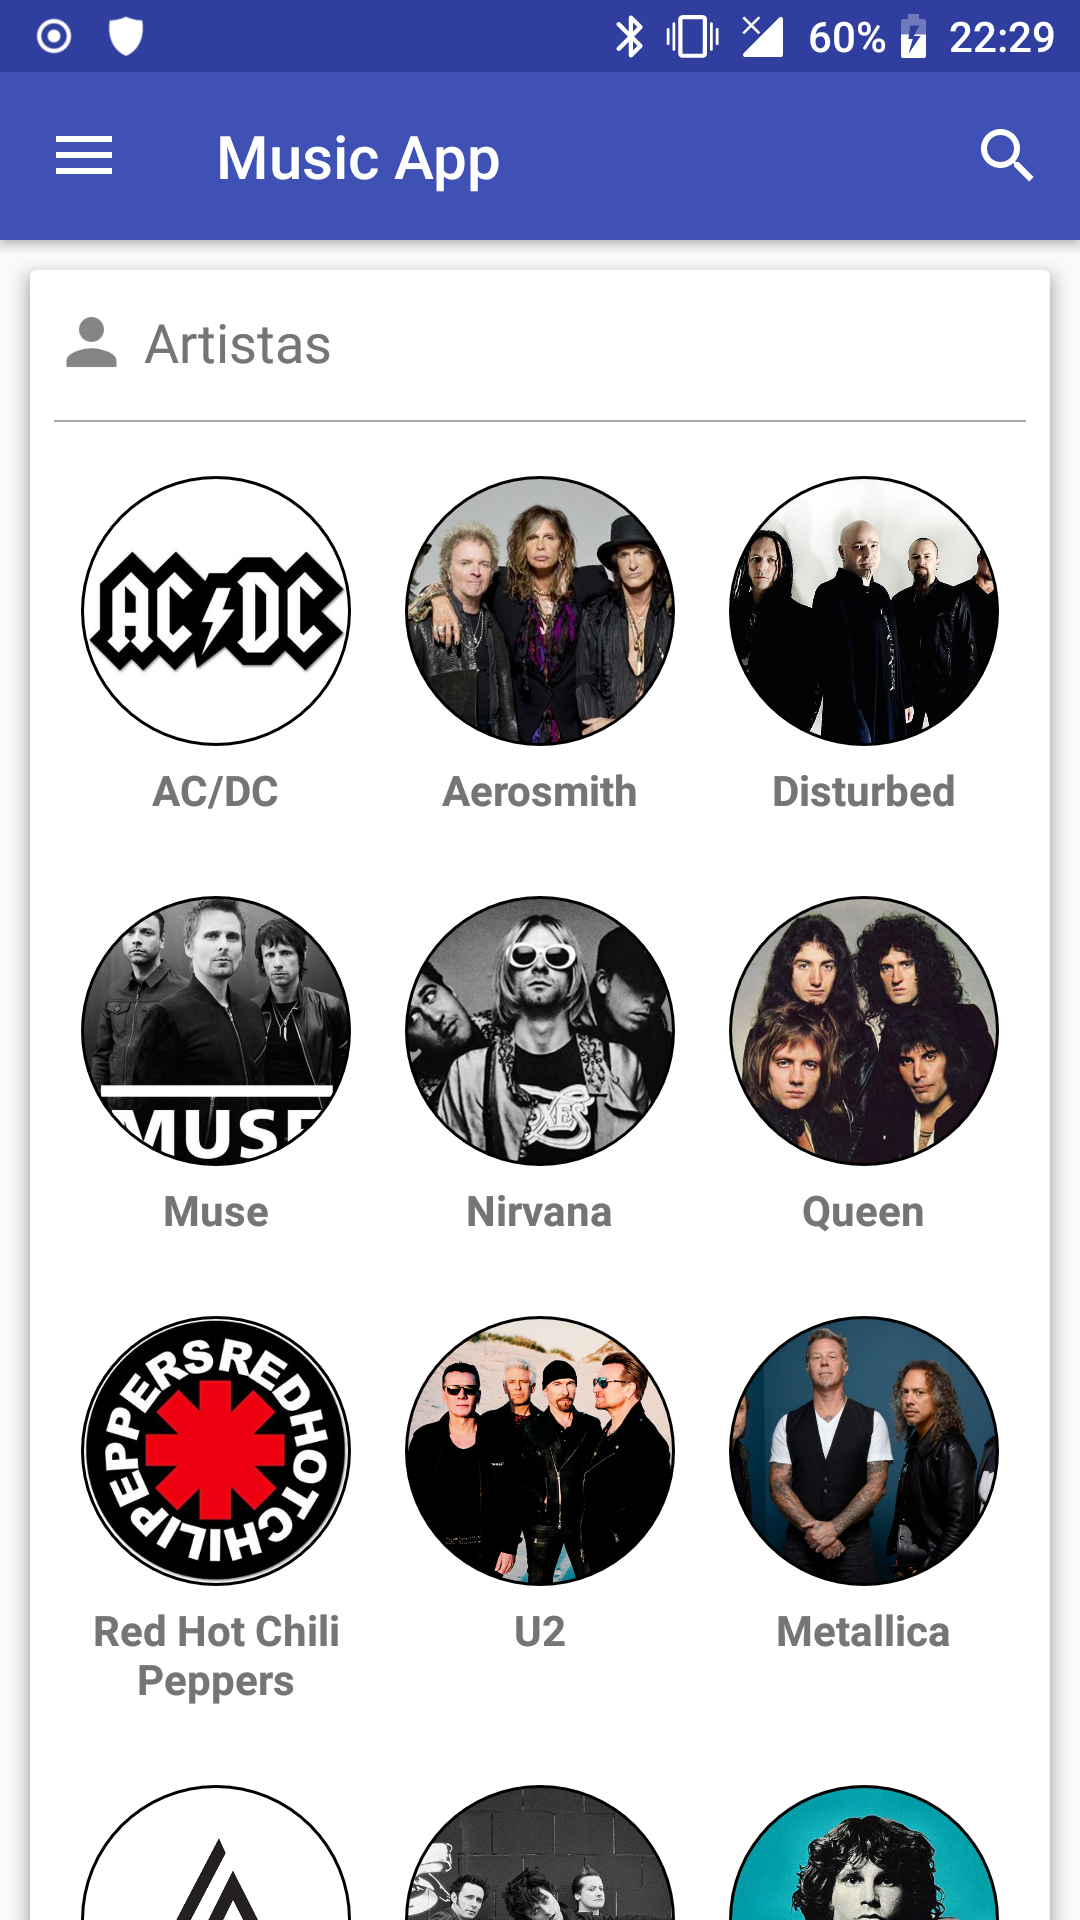 60% 22:29
Music App
Artistas
AC/DC
AC/DC Aerosmith Disturbed
MUSE
Muse Nirvana Queen
RED HOT CHILI PEPPERS
Red Hot Chili U2 Metallica
Peppers